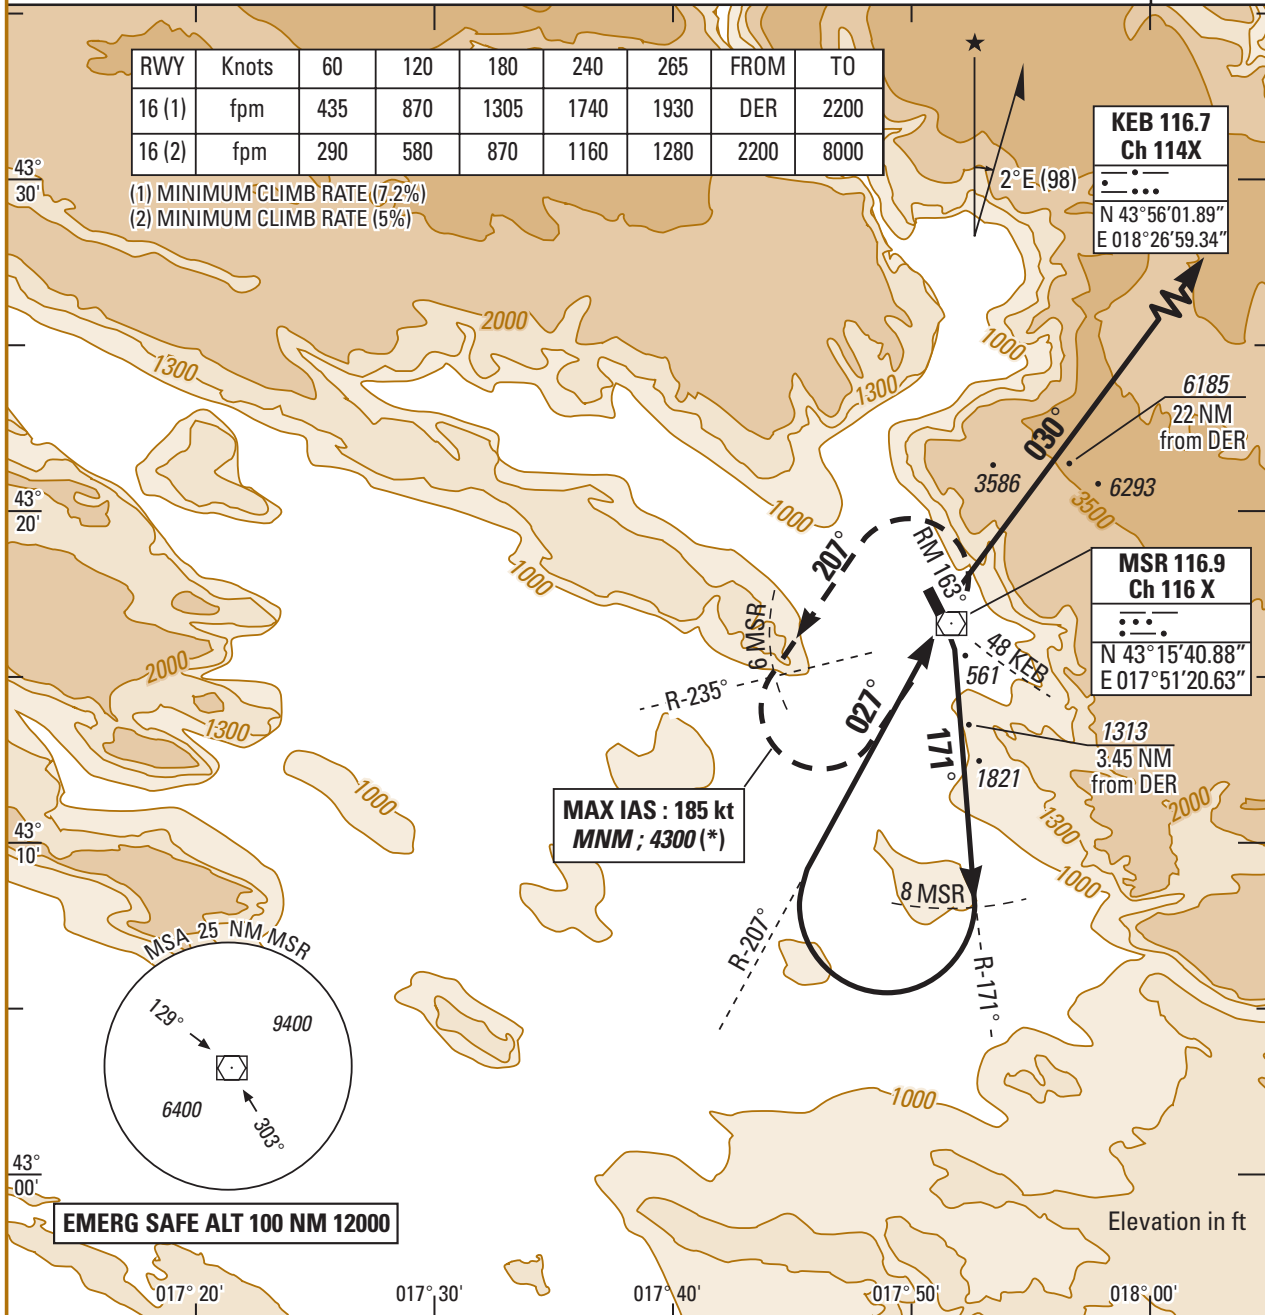 RWY Knots 60 120 180 240 265 FROM TO
16 (1) fpm 435 870 1305 1740 1930 DER 2200
16 (2) fpm 290 580 870 1160 1280 2200 8000
(1) MINIMUM CLIMB RATE (7.2%)
(2) MINIMUM CLIMB RATE (5%)
2°E (98)
KEB 116.7
Ch 114X
N 43°56’01.89”
E 018°26’59.34”
43°
30'
2000
1300
1000
1300
6185
22 NM
from DER
030°
3586
6293
3500
43°
20'
1000
207°
RM 163°
1000
MSR 116.9
Ch 116 X
N 43°15’40.88”
E 017°51’20.63”
6 MSR
48 KEB
561
2000
R-235°
027°
1300
171°
1313
3.45 NM
from DER
1821
1000
2000
MAX IAS : 185 kt
MNM ; 4300 (*)
1300
43°
10'
1000
8 MSR
R-207°
R-171°
MSA 25 NM MSR
129°
9400
6400
303°
1000
43°
00'
EMERG SAFE ALT 100 NM 12000
Elevation in ft
017° 20' 017° 30' 017° 40' 017° 50' 018° 00'